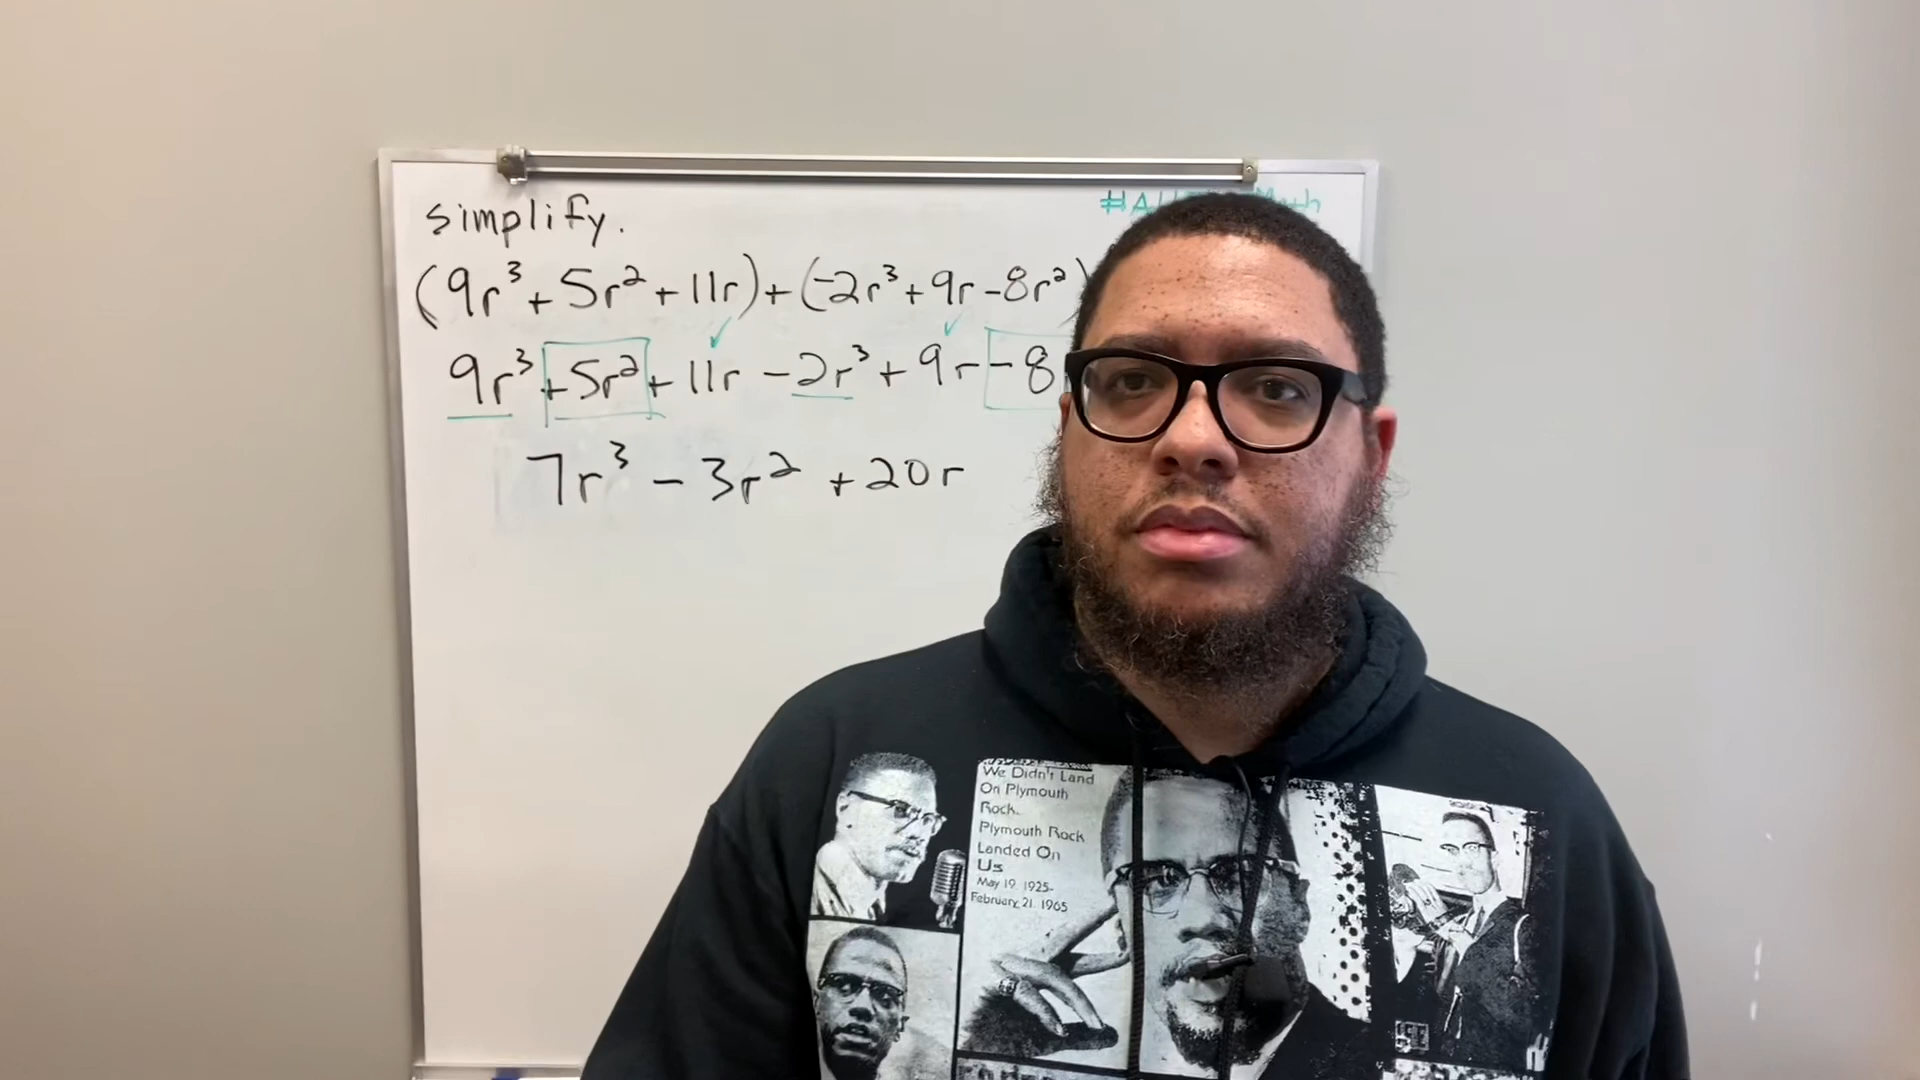 simplify.
(9r³+5r²+11r)+(-2r³+9r-8r²)
9r³+5r²+11r-2r³+9r-8
7r³-3r²+20r
We Didn't Land
On Plymouth
Rock.
Plymouth Rock
Landed On
Us
May 19, 1925-
February, 21, 1965